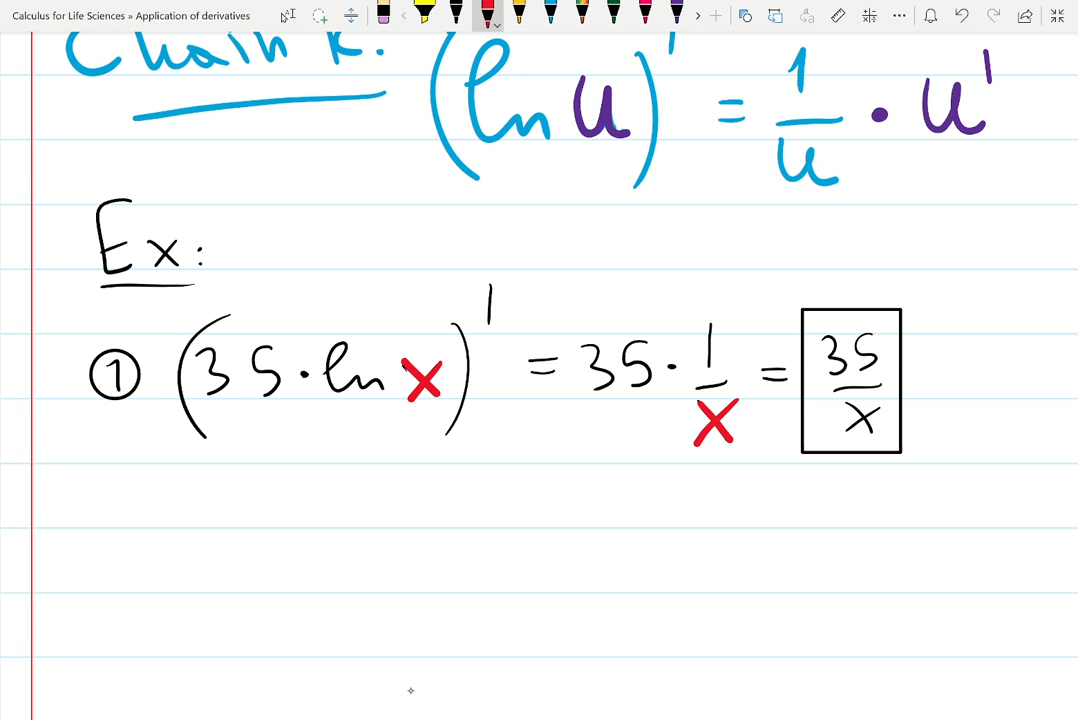 Calculus for Life Sciences » Application of derivatives
Chain R. (ln u)' = 1/u • u'
Ex:
① (35·ln x)' = 35·1/x = 35/x